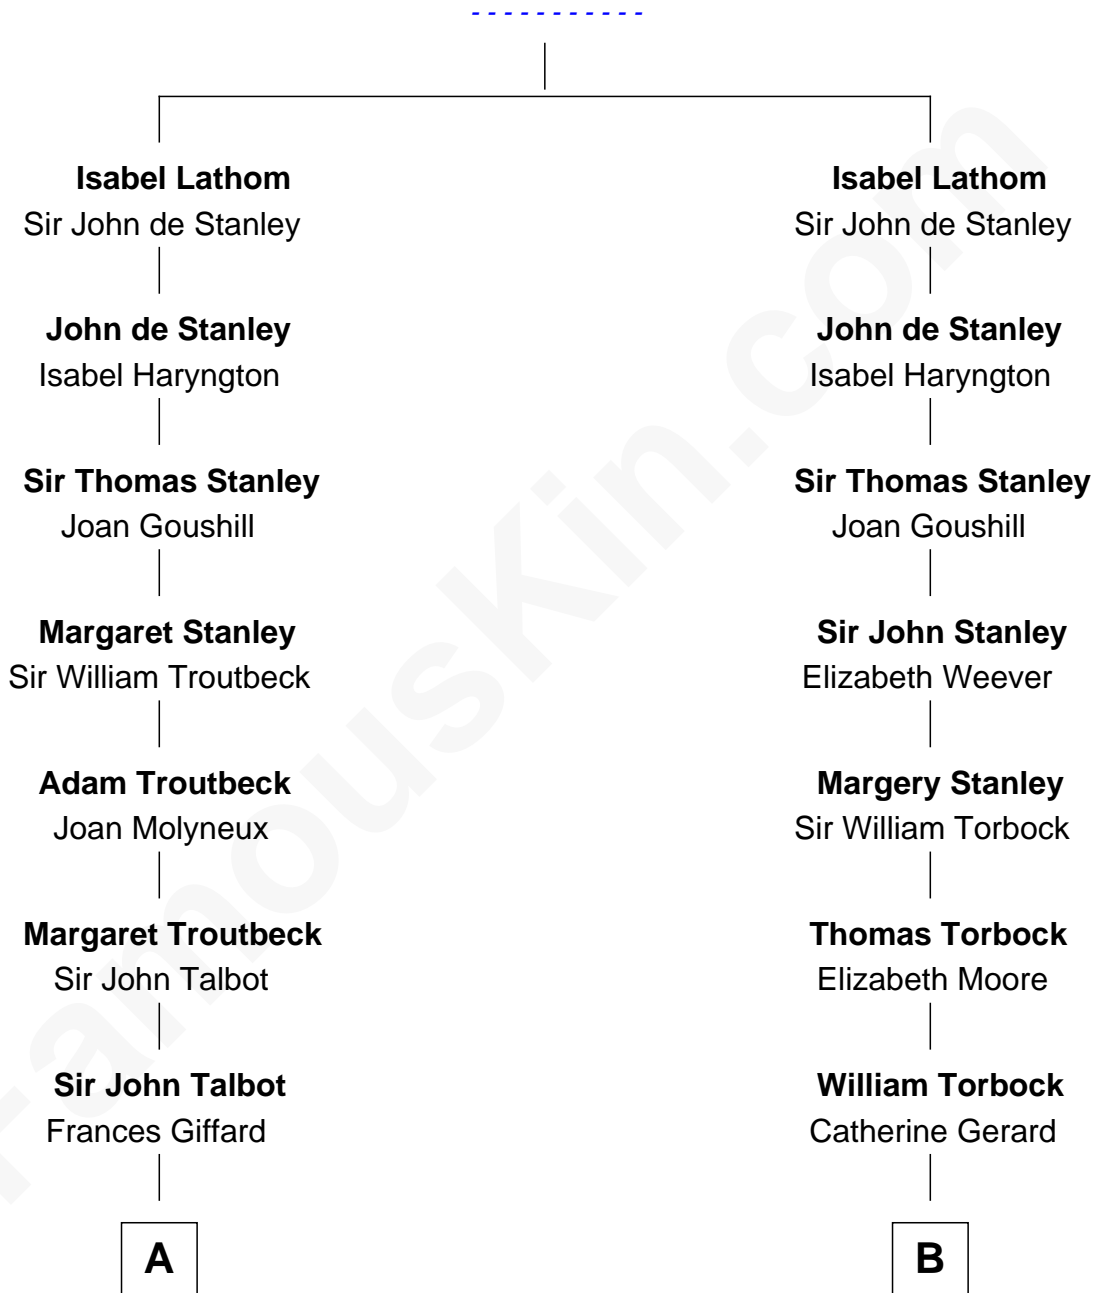 - - - - - - - - - - -
Isabel Lathom
Sir John de Stanley
John de Stanley
Isabel Haryngton
Sir Thomas Stanley
Joan Goushill
Margaret Stanley
Sir William Troutbeck
Adam Troutbeck
Joan Molyneux
Margaret Troutbeck
Sir John Talbot
Sir John Talbot
Frances Giffard
A
Isabel Lathom
Sir John de Stanley
John de Stanley
Isabel Haryngton
Sir Thomas Stanley
Joan Goushill
Sir John Stanley
Elizabeth Weever
Margery Stanley
Sir William Torbock
Thomas Torbock
Elizabeth Moore
William Torbock
Catherine Gerard
B
FamousKin.com